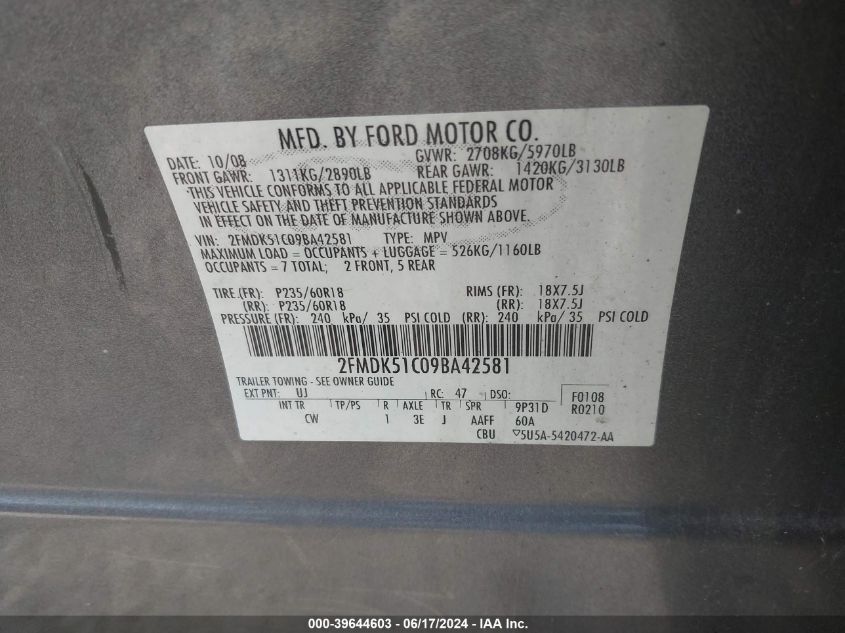 MFD. BY FORD MOTOR CO.
DATE: 10/08 GVWR: 2708KG/5970LB
FRONT GAWR: 1311KG/2890LB REAR GAWR: 1420KG/3130LB
THIS VEHICLE CONFORMS TO ALL APPLICABLE FEDERAL MOTOR
VEHICLE SAFETY AND THEFT PREVENTION STANDARDS
IN EFFECT ON THE DATE OF MANUFACTURE SHOWN ABOVE.
VIN: 2FMDK51C09BA42581 TYPE: MPV
MAXIMUM LOAD = OCCUPANTS + LUGGAGE = 526KG/1160LB
OCCUPANTS = 7 TOTAL; 2 FRONT, 5 REAR
TIRE (FR): P235/60R18 RIMS (FR): 18X7.5J
(RR): P235/60R18 (RR): 18X7.5J
PRESSURE (FR): 240 kPa/ 35 PSI COLD (RR): 240 kPa/ 35 PSI COLD
2FMDK51C09BA42581
TRAILER TOWING - SEE OWNER GUIDE
EXT PNT: UJ RC: 47 DSO: F0108
INT TR TP/PS R AXLE TR SPR 9P31D R0210
CW 1 3E J AAFF 60A
CBU ▽5U5A-5420472-AA
000-39644603 - 06/17/2024 - IAA Inc.